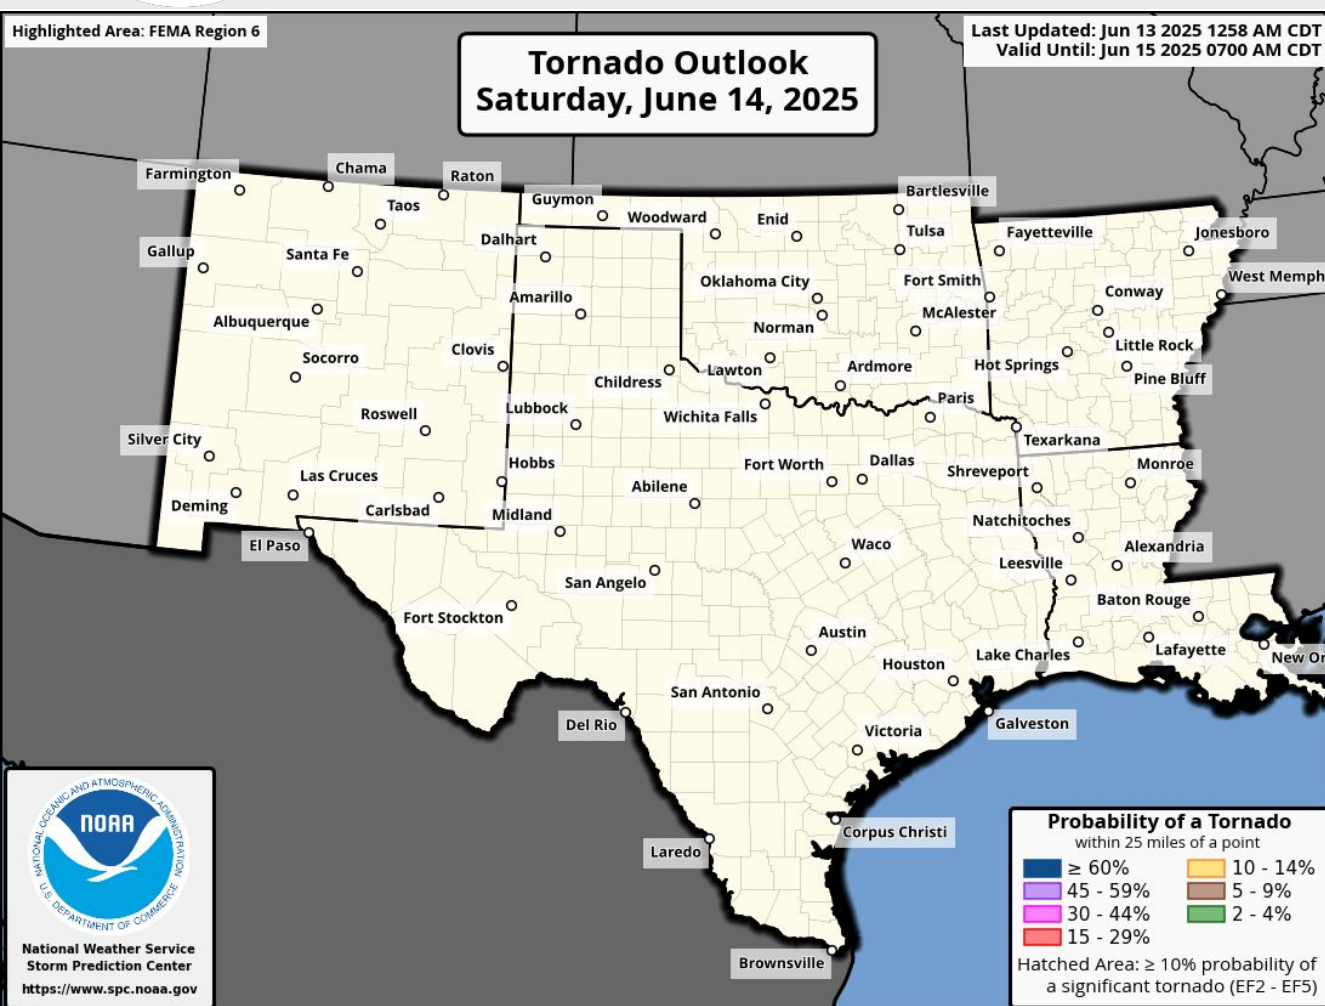 Highlighted Area: FEMA Region 6
Last Updated: Jun 13 2025 1258 AM CDT
Valid Until: Jun 15 2025 0700 AM CDT
Tornado Outlook
Saturday, June 14, 2025
Farmington
Chama
Raton
Taos
Guymon
Woodward
Enid
Bartlesville
Tulsa
Fayetteville
Jonesboro
Gallup
Santa Fe
Dalhart
Oklahoma City
Fort Smith
West Memph
Conway
Amarillo
Albuquerque
Norman
McAlester
Little Rock
Socorro
Clovis
Childress
Lawton
Ardmore
Hot Springs
Pine Bluff
Roswell
Lubbock
Wichita Falls
Paris
Texarkana
Silver City
Las Cruces
Hobbs
Fort Worth
Dallas
Shreveport
Monroe
Deming
Carlsbad
Midland
Abilene
Natchitoches
El Paso
San Angelo
Waco
Leesville
Alexandria
Fort Stockton
Baton Rouge
Austin
Houston
Lake Charles
Lafayette
New Or
Del Rio
San Antonio
Victoria
Galveston
Laredo
Corpus Christi
Brownsville
NATIONAL OCEANIC AND ATMOSPHERIC ADMINISTRATION
NOAA
U.S. DEPARTMENT OF COMMERCE
National Weather Service
Storm Prediction Center
https://www.spc.noaa.gov
Probability of a Tornado
within 25 miles of a point
≥ 60%
45 - 59%
30 - 44%
15 - 29%
10 - 14%
5 - 9%
2 - 4%
Hatched Area: ≥ 10% probability of
a significant tornado (EF2 - EF5)